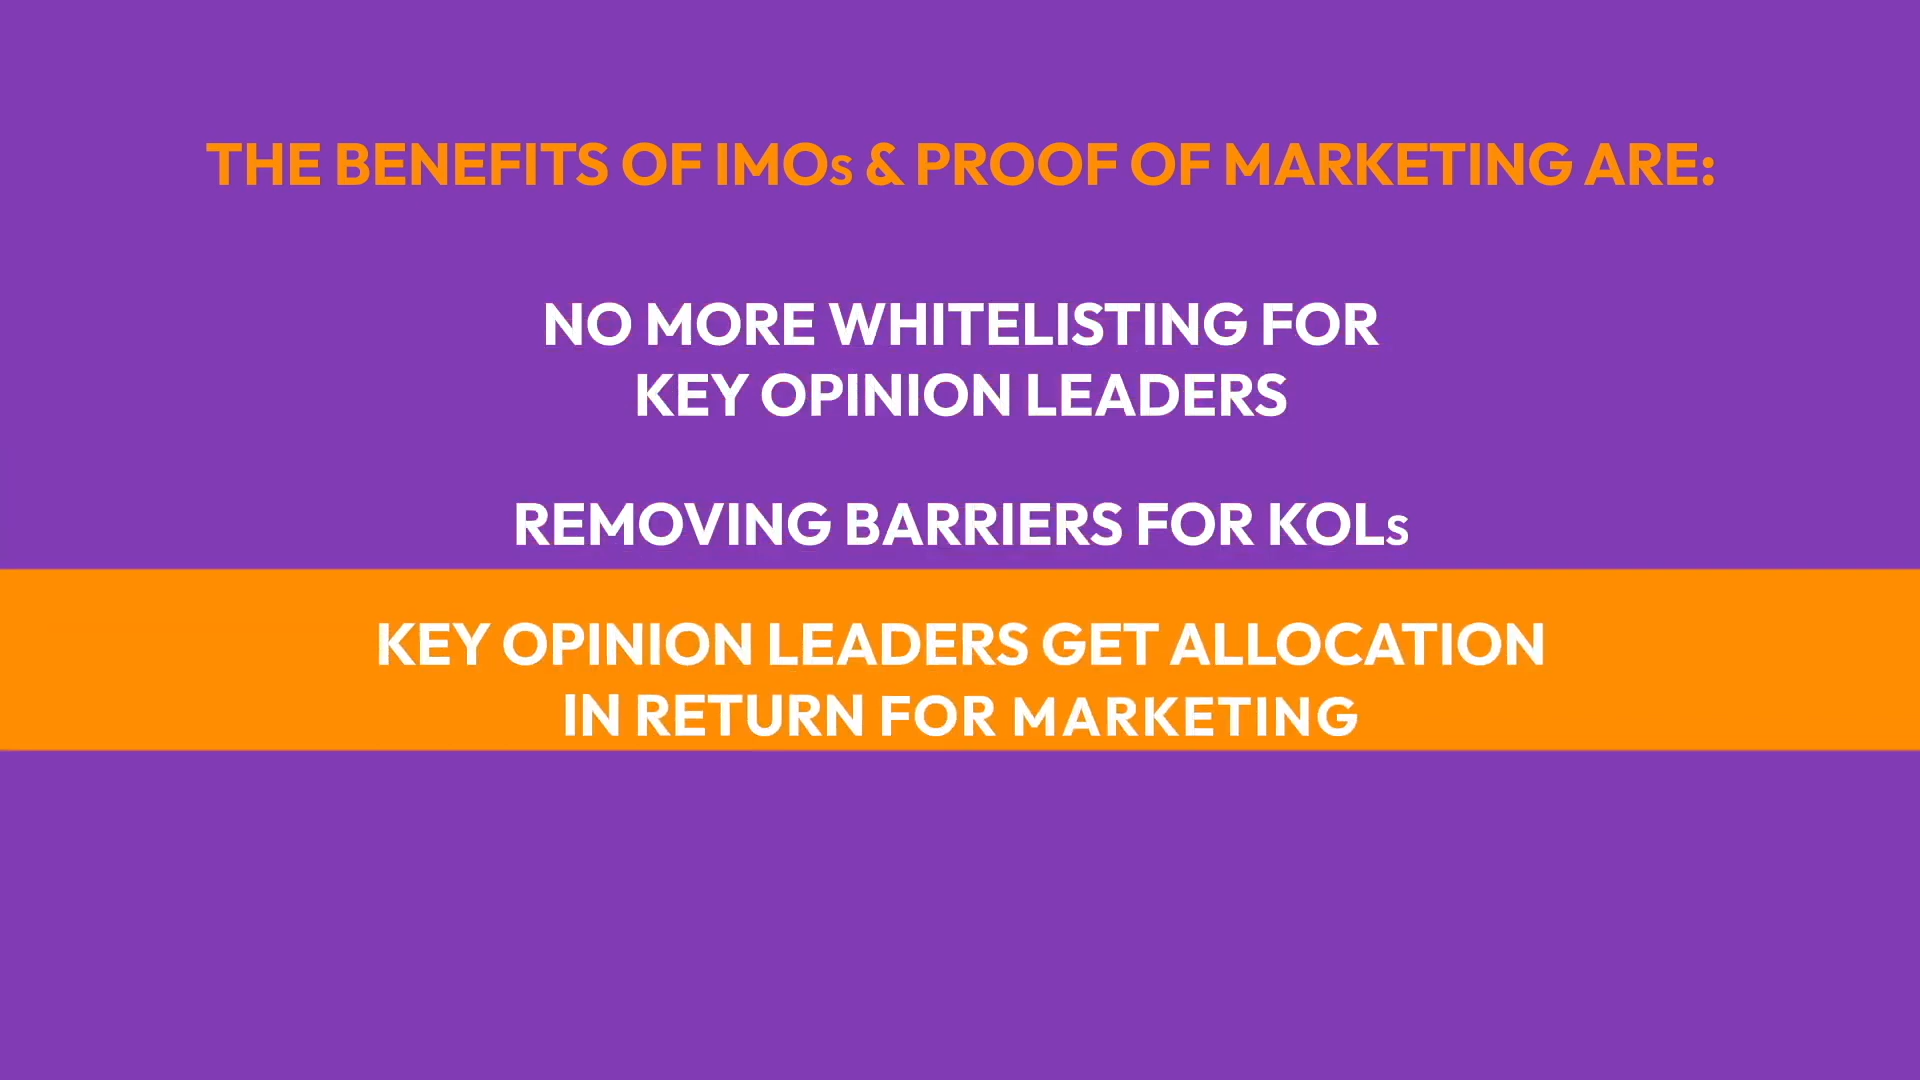 THE BENEFITS OF IMOs & PROOF OF MARKETING ARE:
NO MORE WHITELISTING FOR
KEY OPINION LEADERS
REMOVING BARRIERS FOR KOLs
KEY OPINION LEADERS GET ALLOCATION
IN RETURN FOR MARKETING